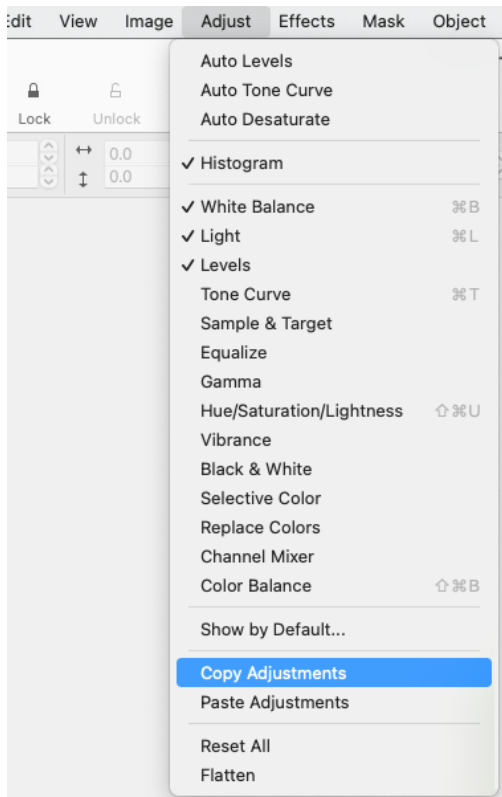 Edit View Image Adjust Effects Mask Object
Lock Unlock
0.0
0.0
Auto Levels
Auto Tone Curve
Auto Desaturate
✓ Histogram
✓ White Balance ⌘B
✓ Light ⌘L
✓ Levels
Tone Curve ⌘T
Sample & Target
Equalize
Gamma
Hue/Saturation/Lightness ⇧⌘U
Vibrance
Black & White
Selective Color
Replace Colors
Channel Mixer
Color Balance ⇧⌘B
Show by Default...
Copy Adjustments
Paste Adjustments
Reset All
Flatten